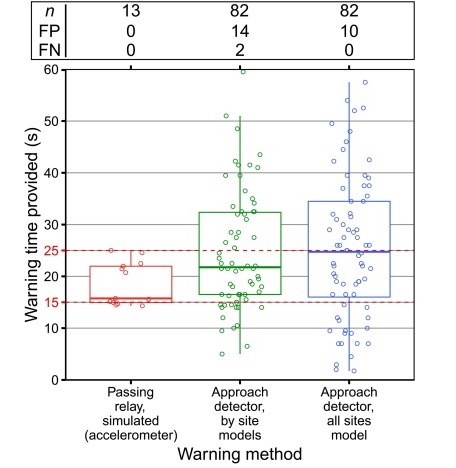 n 13 82 82
FP 0 14 10
FN 0 2 0
60
50
40
30
25
20
15
10
0
Warning time provided (s)
Passing relay, simulated (accelerometer)
Approach detector, by site models
Approach detector, all sites model
Warning method